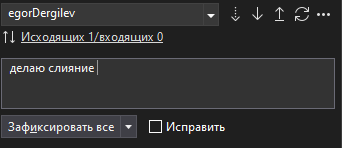 egorDergilev
Исходящих 1/входящих 0
делаю слияние
Зафиксировать все
Исправить